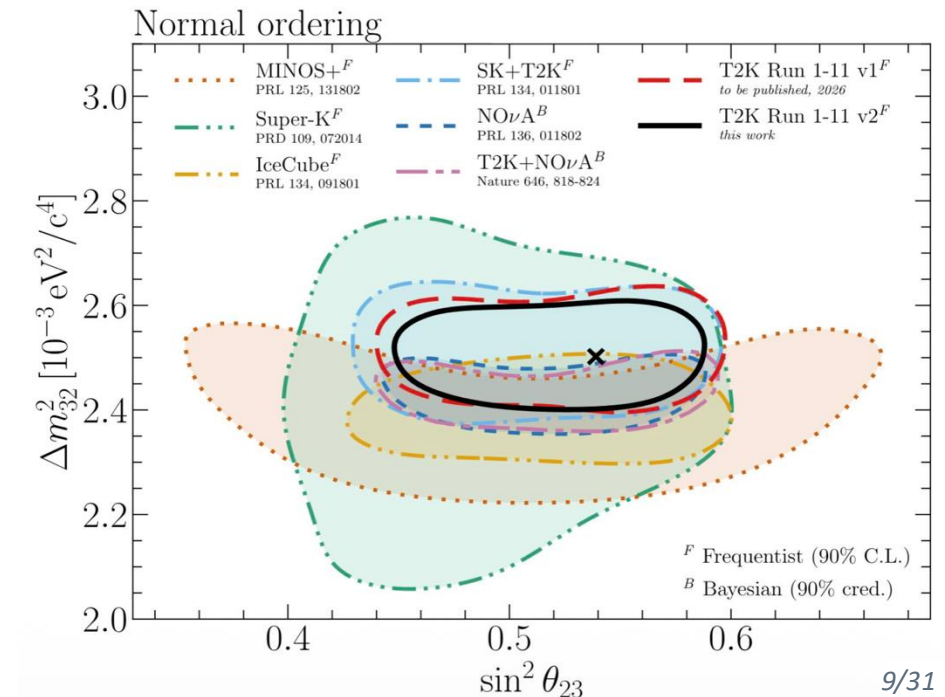 Normal ordering
MINOS+^F
PRL 125, 131802
Super-K^F
PRD 109, 072014
IceCube^F
PRL 134, 091801
SK+T2K^F
PRL 134, 011801
NOνA^B
PRL 136, 011802
T2K+NOνA^B
Nature 646, 818-824
T2K Run 1-11 v1^F
to be published, 2026
T2K Run 1-11 v2^F
this work
Δm²₃₂ [10⁻³ eV²/c⁴]
3.0
2.8
2.6
2.4
2.2
2.0
0.4
0.5
0.6
sin² θ₂₃
^F Frequentist (90% C.L.)
^B Bayesian (90% cred.)
9/31